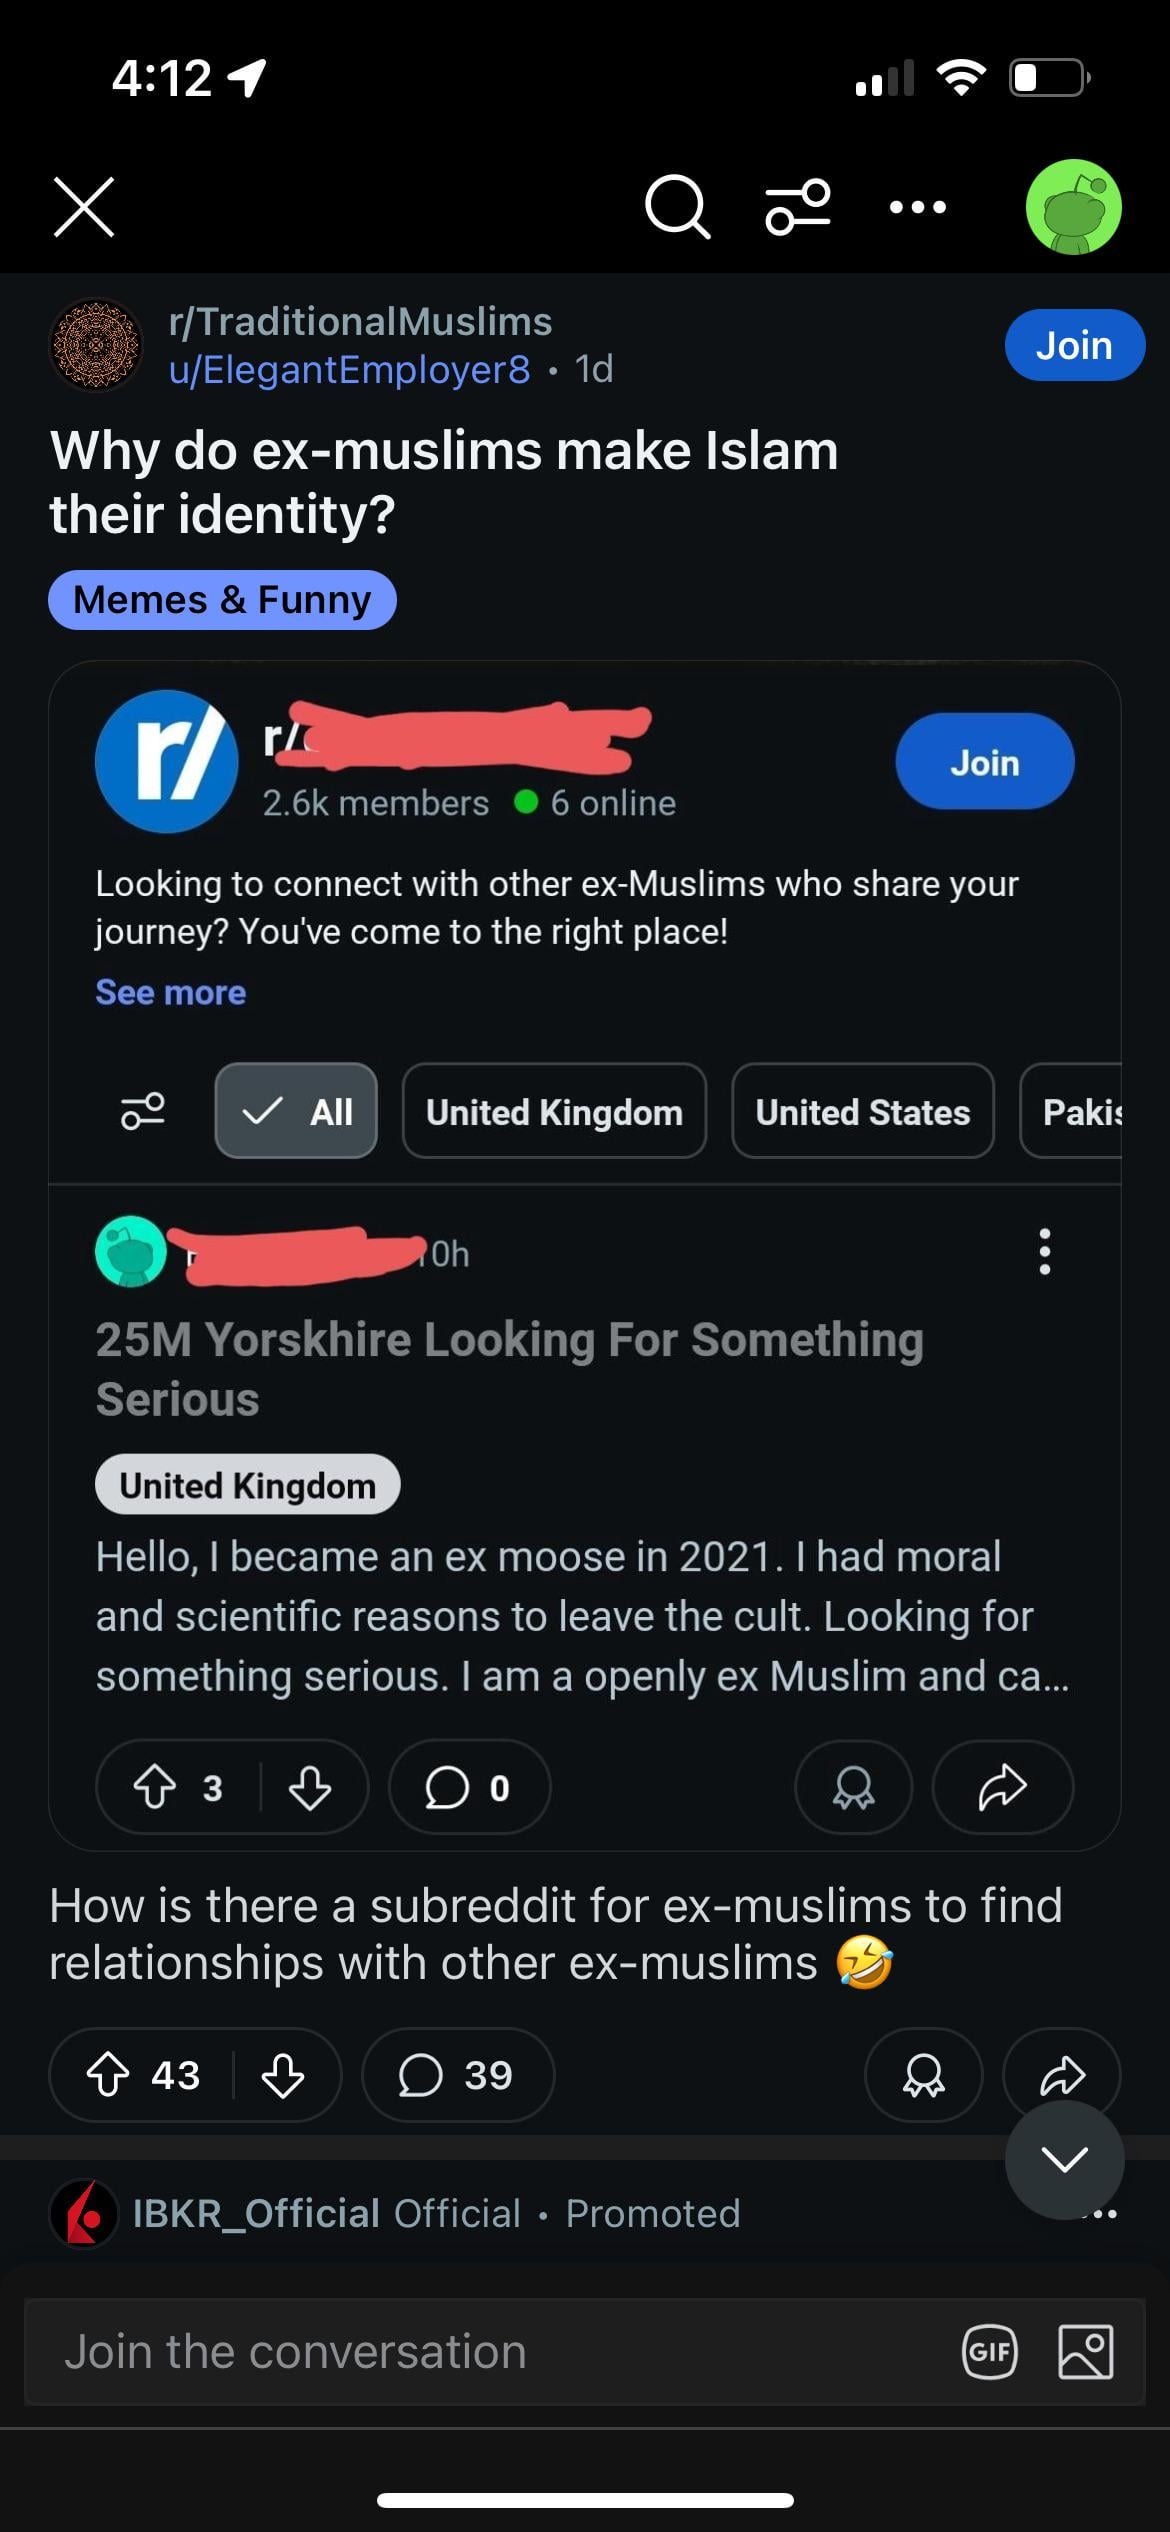 4:12
r/TraditionalMuslims
u/ElegantEmployer8 • 1d
Join
Why do ex-muslims make Islam
their identity?
Memes & Funny
r/
r/
Join
2.6k members 6 online
Looking to connect with other ex-Muslims who share your
journey? You've come to the right place!
See more
All
United Kingdom
United States
Pakis
0h
25M Yorskhire Looking For Something
Serious
United Kingdom
Hello, I became an ex moose in 2021. I had moral
and scientific reasons to leave the cult. Looking for
something serious. I am a openly ex Muslim and ca...
3
0
How is there a subreddit for ex-muslims to find
relationships with other ex-muslims 🤣
43
39
IBKR_Official Official • Promoted
Join the conversation
GIF